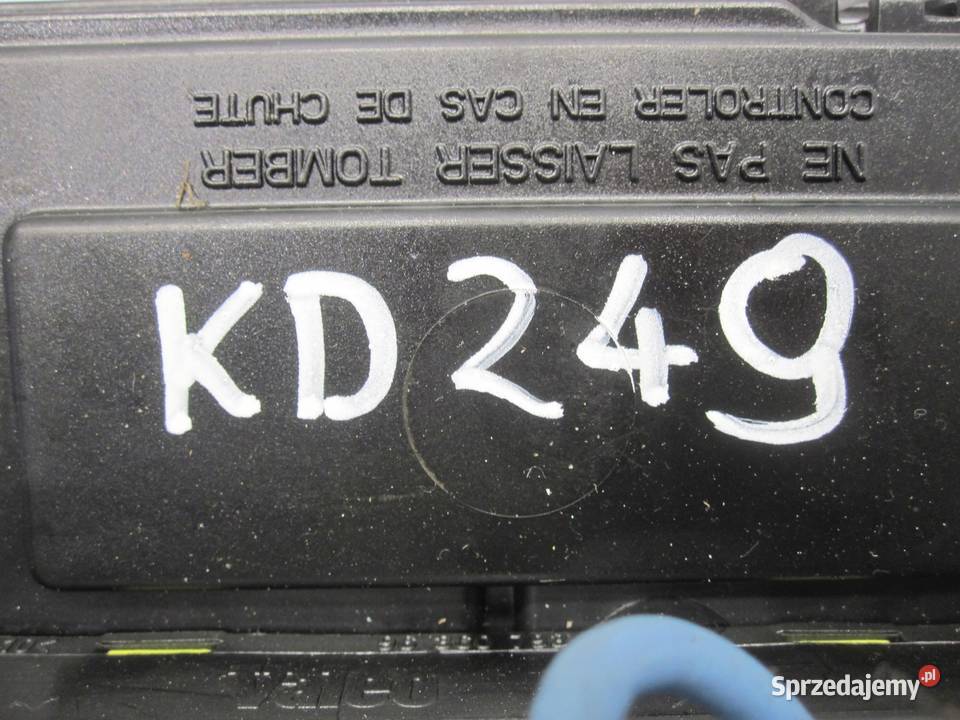 NE PAS LAISSER TOMBER
CONTROLER EN CAS DE CHUTE
KD249
Sprzedajemy.pl